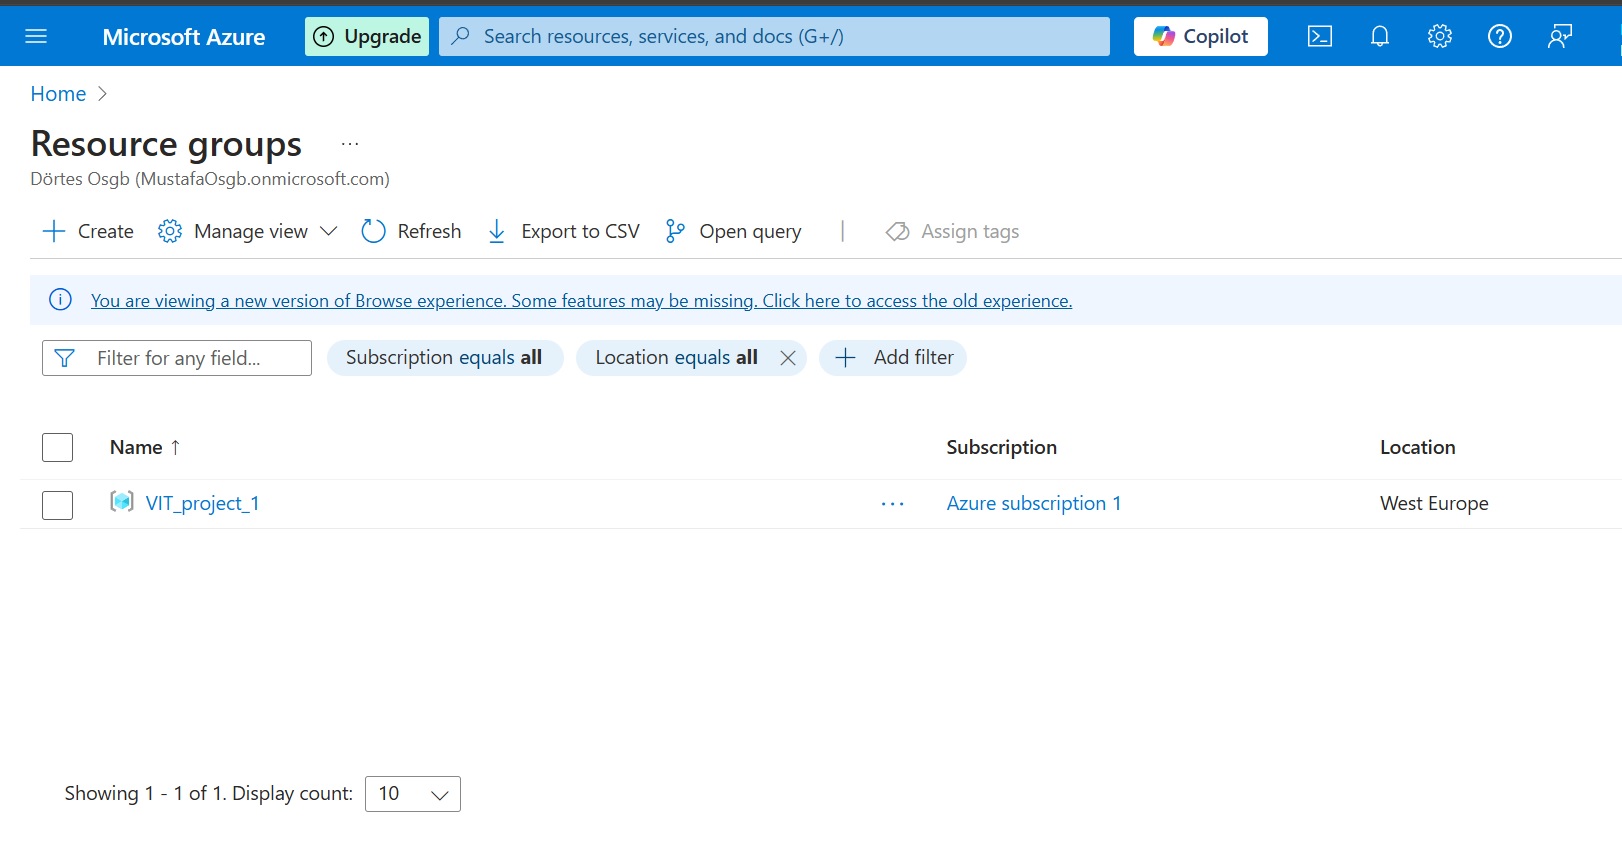 Microsoft Azure
Upgrade
Search resources, services, and docs (G+/)
Copilot
Home
Resource groups
...
Dörtes Osgb (MustafaOsgb.onmicrosoft.com)
Create
Manage view
Refresh
Export to CSV
Open query
Assign tags
You are viewing a new version of Browse experience. Some features may be missing. Click here to access the old experience.
Filter for any field...
Subscription equals all
Location equals all
Add filter
Name ↑
Subscription
Location
VIT_project_1
...
Azure subscription 1
West Europe
Showing 1 - 1 of 1. Display count:
10